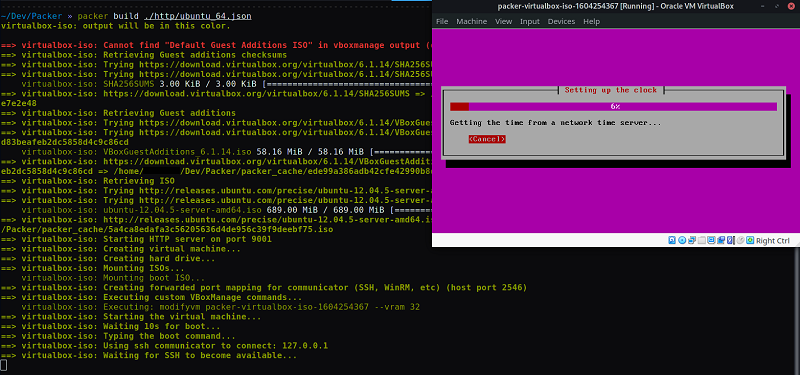 ~/Dev/Packer » packer build ./http/ubuntu_64.json
virtualbox-iso: output will be in this color.
==> virtualbox-iso: Cannot find "Default Guest Additions ISO" in vboxmanage output (
==> virtualbox-iso: Retrieving Guest additions checksums
==> virtualbox-iso: Trying https://download.virtualbox.org/virtualbox/6.1.14/SHA256S
==> virtualbox-iso: Trying https://download.virtualbox.org/virtualbox/6.1.14/SHA256S
virtualbox-iso: SHA256SUMS 3.00 KiB / 3.00 KiB [===============================
==> virtualbox-iso: https://download.virtualbox.org/virtualbox/6.1.14/SHA256SUMS =>
e7e2e48
==> virtualbox-iso: Retrieving Guest additions
==> virtualbox-iso: Trying https://download.virtualbox.org/virtualbox/6.1.14/VBoxGues
==> virtualbox-iso: Trying https://download.virtualbox.org/virtualbox/6.1.14/VBoxGues
d83beafeb2dc5858d4c9c86cd
virtualbox-iso: VBoxGuestAdditions_6.1.14.iso 58.16 MiB / 58.16 MiB [===========
==> virtualbox-iso: https://download.virtualbox.org/virtualbox/6.1.14/VBoxGuestAdditi
eb2dc5858d4c9c86cd => /home/ /Dev/Packer/packer_cache/ede99a386adb42cfe42990b8
==> virtualbox-iso: Retrieving ISO
==> virtualbox-iso: Trying http://releases.ubuntu.com/precise/ubuntu-12.04.5-server-a
==> virtualbox-iso: Trying http://releases.ubuntu.com/precise/ubuntu-12.04.5-server-a
virtualbox-iso: ubuntu-12.04.5-server-amd64.iso 689.00 MiB / 689.00 MiB [=======
==> virtualbox-iso: http://releases.ubuntu.com/precise/ubuntu-12.04.5-server-amd64.is
/Packer/packer_cache/5a4ca8edafa3c56205636d4de956c39f9deebf75.iso
==> virtualbox-iso: Starting HTTP server on port 9001
==> virtualbox-iso: Creating virtual machine...
==> virtualbox-iso: Creating hard drive...
==> virtualbox-iso: Mounting ISOs...
virtualbox-iso: Mounting boot ISO...
==> virtualbox-iso: Creating forwarded port mapping for communicator (SSH, WinRM, etc) (host port 2546)
==> virtualbox-iso: Executing custom VBoxManage commands...
virtualbox-iso: Executing: modifyvm packer-virtualbox-iso-1604254367 --vram 32
==> virtualbox-iso: Starting the virtual machine...
==> virtualbox-iso: Waiting 10s for boot...
==> virtualbox-iso: Typing the boot command...
==> virtualbox-iso: Using ssh communicator to connect: 127.0.0.1
==> virtualbox-iso: Waiting for SSH to become available...
packer-virtualbox-iso-1604254367 [Running] - Oracle VM VirtualBox
File Machine View Input Devices Help
Setting up the clock
6%
Getting the time from a network time server...
<Cancel>
Right Ctrl